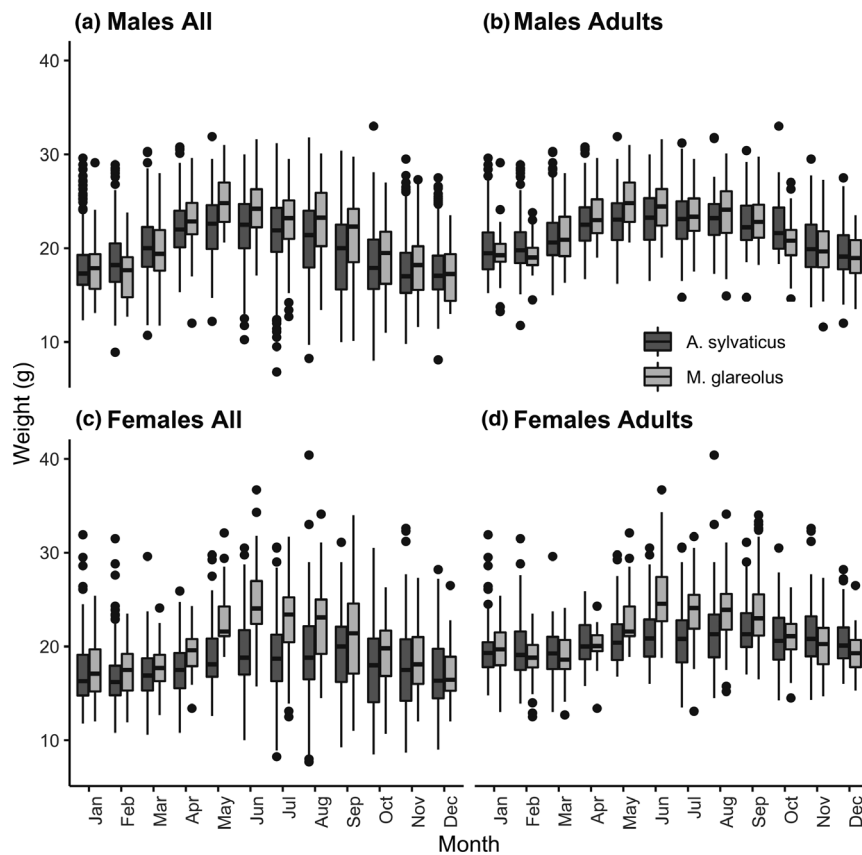 (a) Males All
(b) Males Adults
40
30
20
10
A. sylvaticus
M. glareolus
Weight (g)
(c) Females All
(d) Females Adults
40
30
20
10
Jan Feb Mar Apr May Jun Jul Aug Sep Oct Nov Dec
Jan Feb Mar Apr May Jun Jul Aug Sep Oct Nov Dec
Month